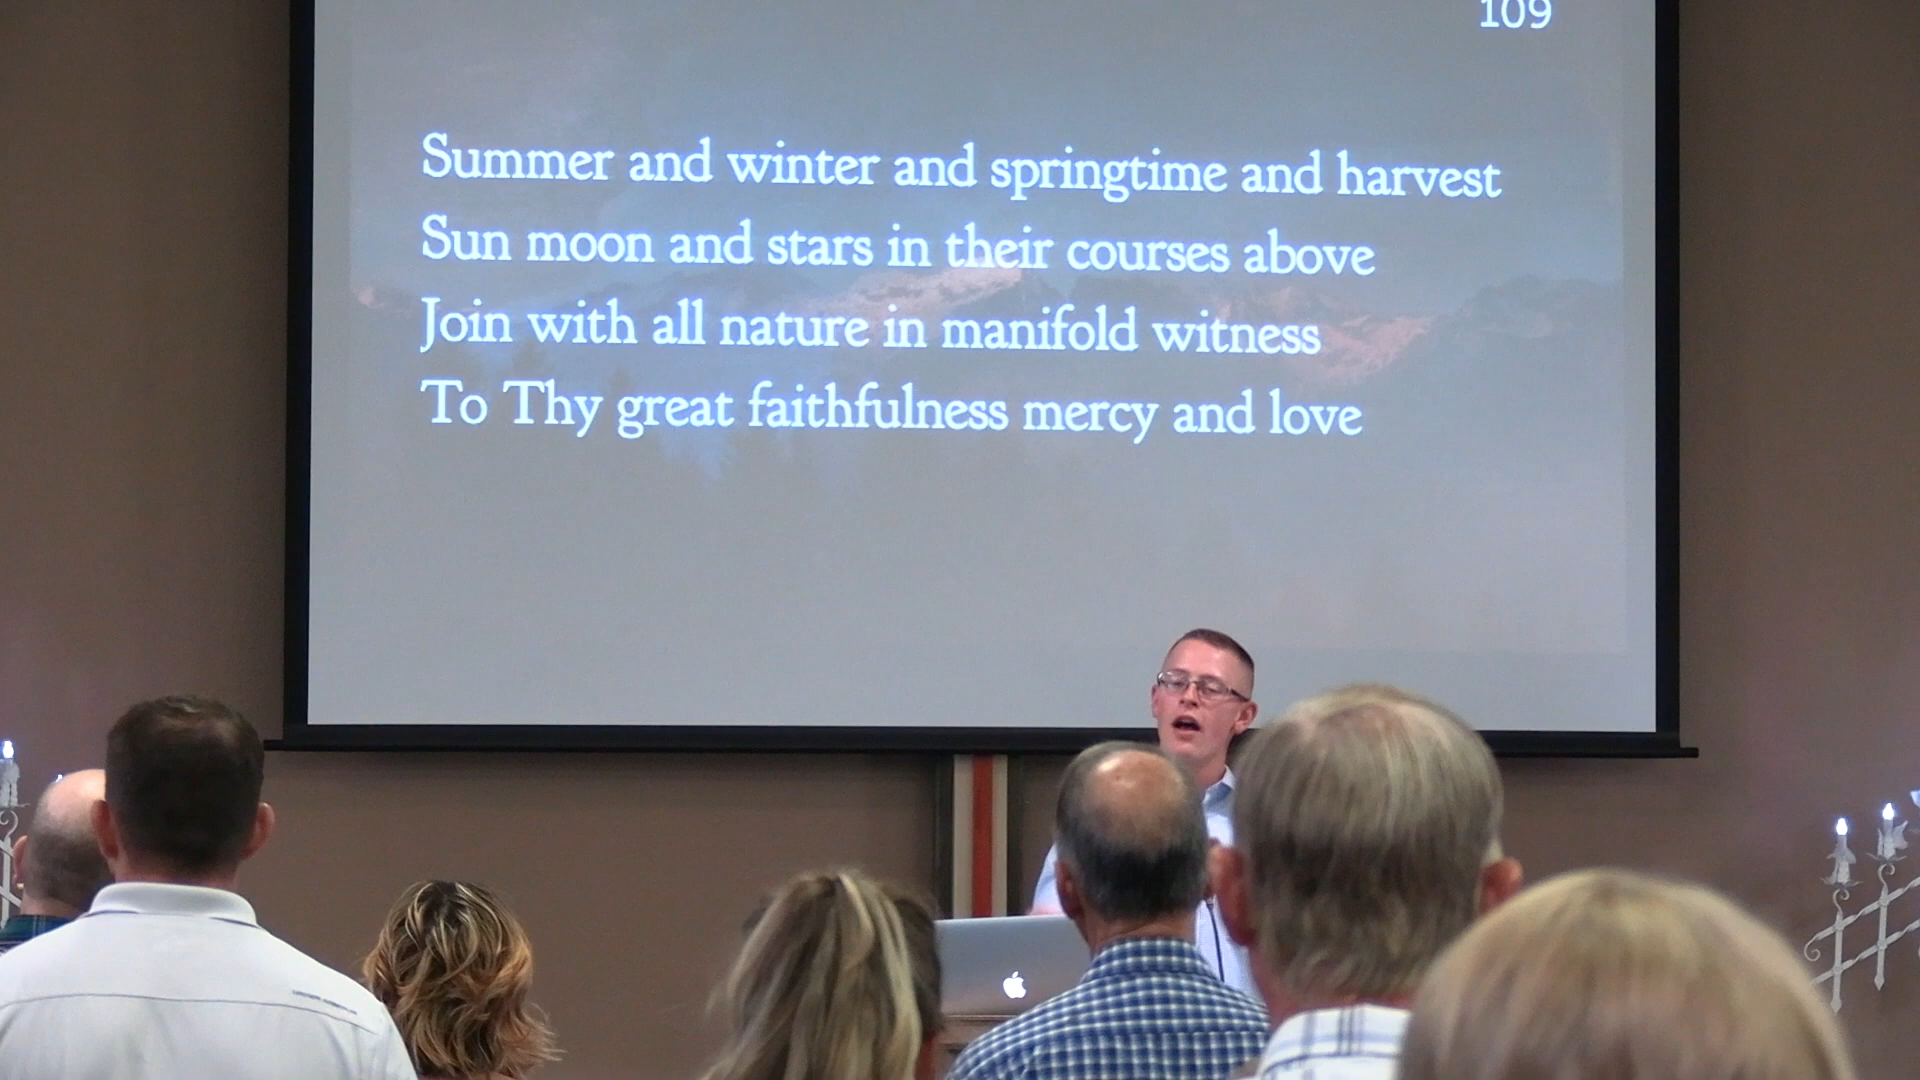 109
Summer and winter and springtime and harvest
Sun moon and stars in their courses above
Join with all nature in manifold witness
To Thy great faithfulness mercy and love